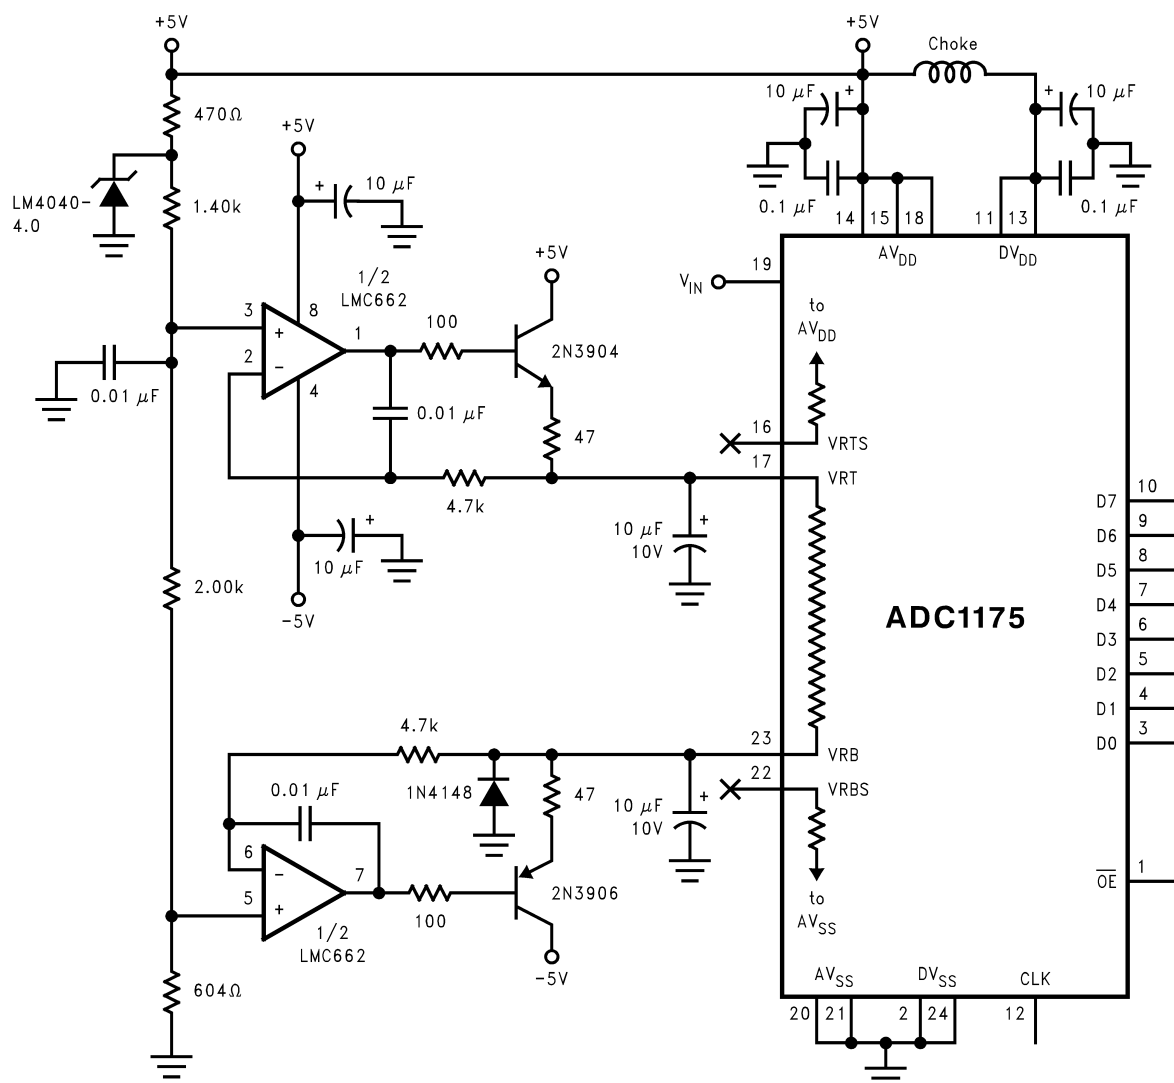 +5V
+5V
Choke
10 µF
+
+
10 µF
470Ω
+5V
LM4040-
4.0
1.40k
+
10 µF
0.1 µF
14
15
18
11
13
0.1 µF
AVDD
DVDD
+5V
19
VIN
1/2
LMC662
to
AVDD
3
+
8
1
100
2N3904
2
−
4
0.01 µF
0.01 µF
47
16
VRTS
17
VRT
4.7k
10 µF
10V
+
+
10 µF
-5V
2.00k
ADC1175
D7
10
D6
9
D5
8
D4
7
D3
6
D2
5
D1
4
D0
3
4.7k
23
VRB
22
VRBS
0.01 µF
1N4148
47
10 µF
10V
+
6
−
7
5
+
100
2N3906
1/2
LMC662
-5V
to
AVSS
OE
1
604Ω
AVSS
DVSS
CLK
20
21
2
24
12